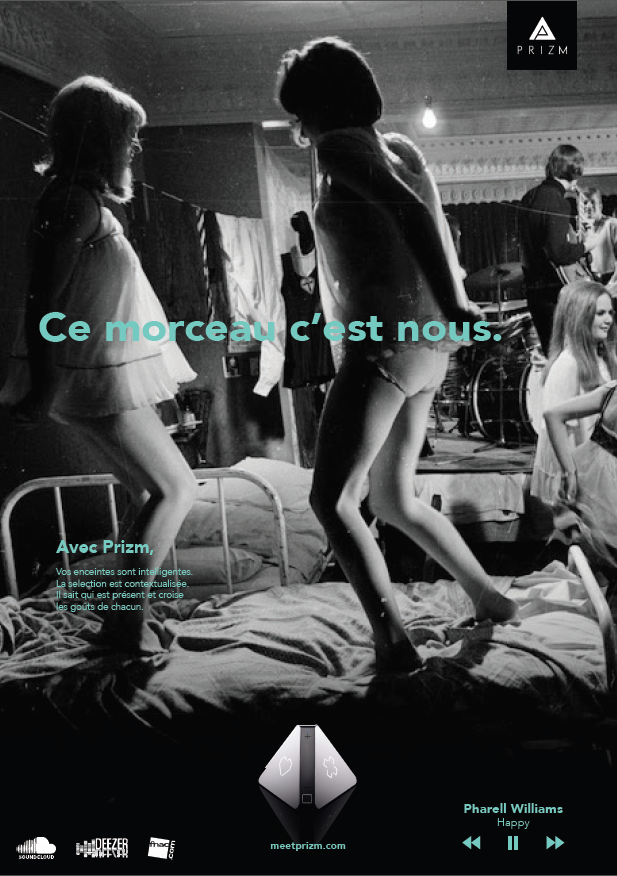 PRIZM
Ce morceau c’est nous.
Avec Prizm,
Vos enceintes sont intelligentes.
La selection est contextualisée.
Il sait qui est présent et croise
les goûts de chacun.
Pharell Williams
Happy
meetprizm.com
SOUNDCLOUD
DEEZER
fnac.com